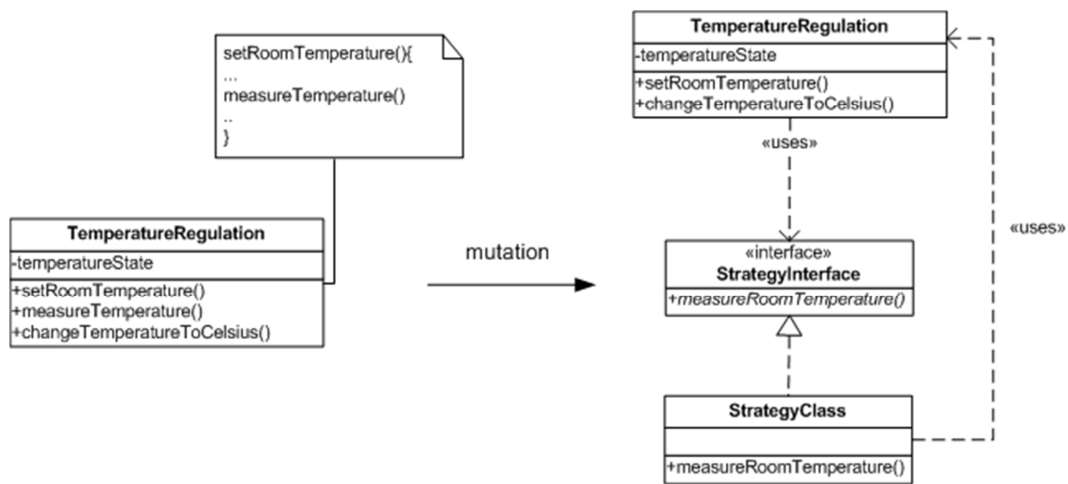 setRoomTemperature(){
...
measureTemperature()
..
}
TemperatureRegulation
-temperatureState
+setRoomTemperature()
+measureTemperature()
+changeTemperatureToCelsius()
mutation
TemperatureRegulation
-temperatureState
+setRoomTemperature()
+changeTemperatureToCelsius()
«uses»
«interface»
StrategyInterface
+measureRoomTemperature()
StrategyClass
+measureRoomTemperature()
«uses»